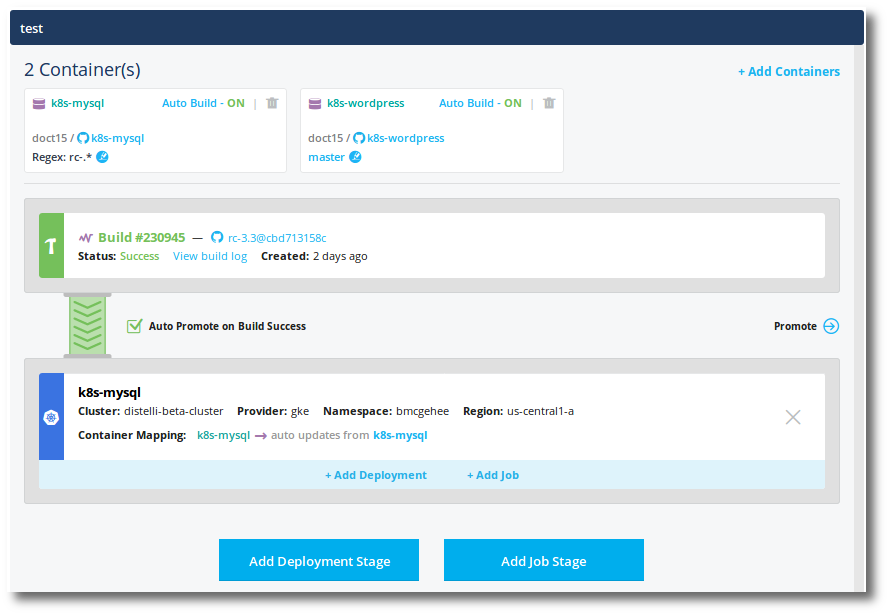 test
2 Container(s)
+ Add Containers
k8s-mysql Auto Build - ON |
doct15 / k8s-mysql
Regex: rc-.*
k8s-wordpress Auto Build - ON |
doct15 / k8s-wordpress
master
Build #230945 — rc-3.3@cbd713158c
Status: Success View build log Created: 2 days ago
Auto Promote on Build Success
Promote
k8s-mysql
Cluster: distelli-beta-cluster Provider: gke Namespace: bmcgehee Region: us-central1-a
Container Mapping: k8s-mysql → auto updates from k8s-mysql
+ Add Deployment + Add Job
Add Deployment Stage Add Job Stage